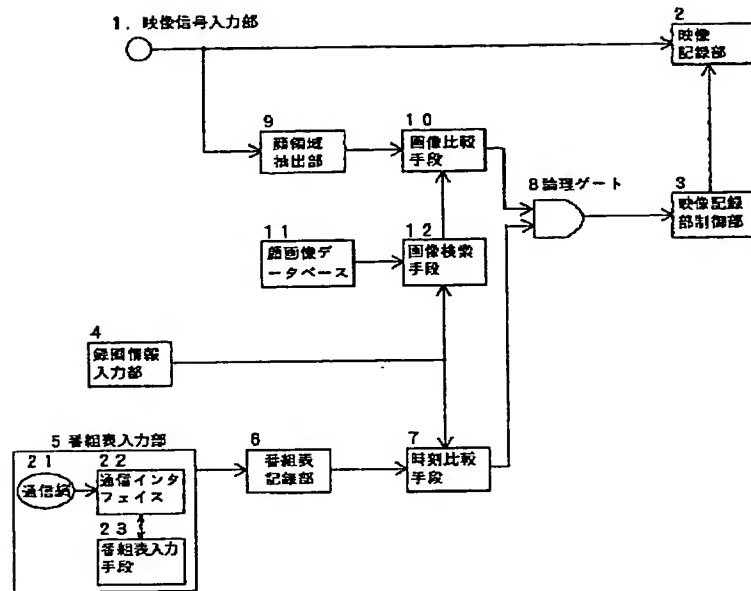 1. 映像信号入力部
2
映像
記録部
9
顔領域
抽出部
10
画像比較
手段
8論理ゲート
3
映像記録
部制御部
11
顔画像デ
ータベース
12
画像検索
手段
4
録画情報
入力部
5 番組表入力部
21
通信網
22
通信インタ
フェイス
23
番組表入力
手段
6
番組表
記録部
7
時刻比較
手段